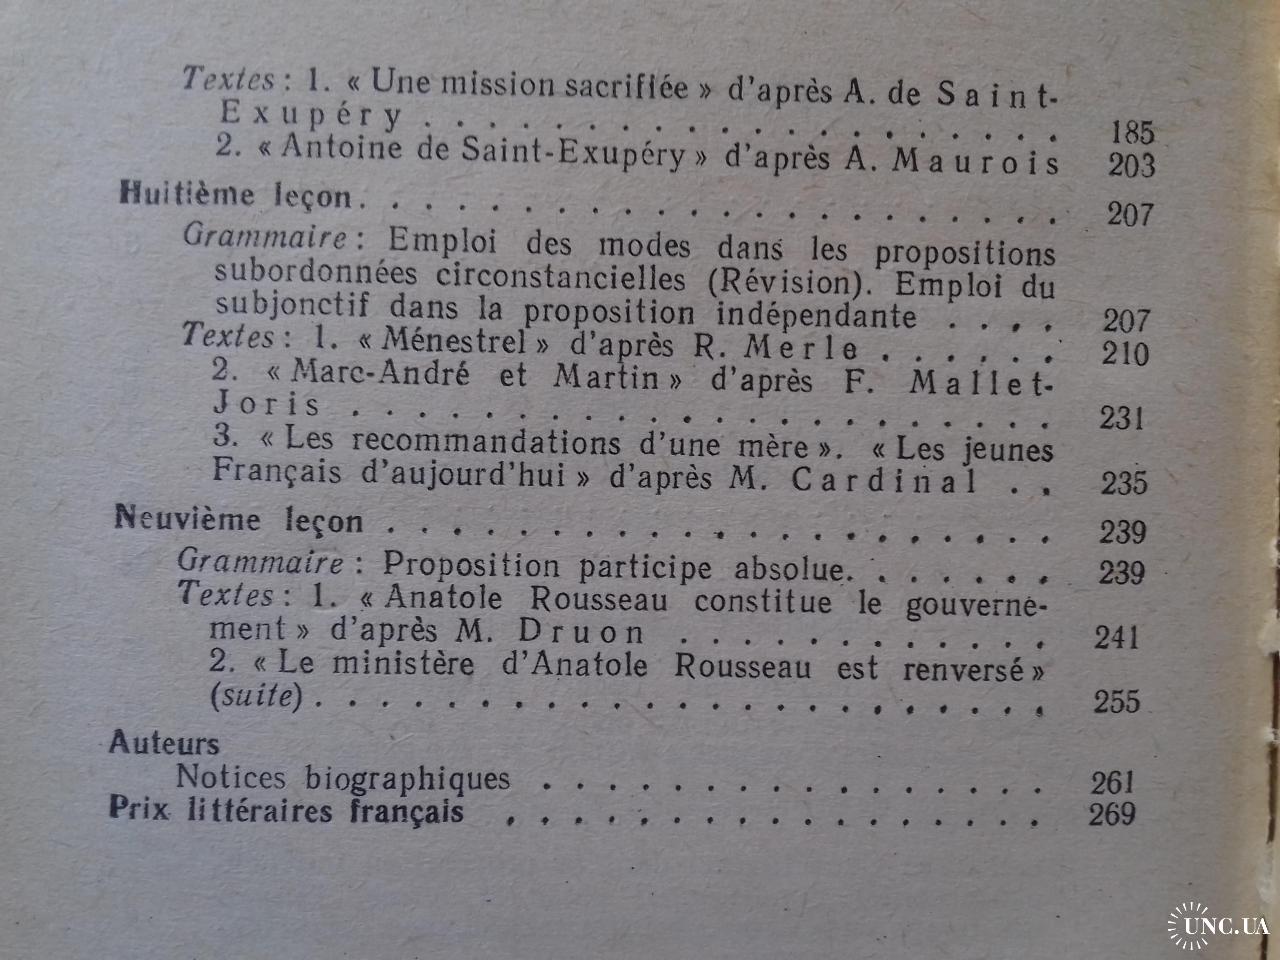 Textes: 1. « Une mission sacrifiée » d'après A. de Saint-
Exupéry . . . . . . . . . . . . . . . . . . . . 185
2. « Antoine de Saint-Exupéry » d'après A. Maurois 203
Huitième leçon. . . . . . . . . . . . . . . . . . . . . 207
Grammaire: Emploi des modes dans les propositions
subordonnées circonstancielles (Révision). Emploi du
subjonctif dans la proposition indépendante . . . . 207
Textes: 1. « Ménestrel » d'après R. Merle . . . . . . 210
2. « Marc-André et Martin » d'après F. Mallet-
Joris . . . . . . . . . . . . . . . . . . . . . . 231
3. « Les recommandations d'une mère ». « Les jeunes
Français d'aujourd'hui » d'après M. Cardinal . . 235
Neuvième leçon . . . . . . . . . . . . . . . . . . . . 239
Grammaire: Proposition participe absolue. . . . . . . 239
Textes: 1. « Anatole Rousseau constitue le gouverne-
ment » d'après M. Druon . . . . . . . . . . . . 241
2. « Le ministère d'Anatole Rousseau est renversé »
(suite) . . . . . . . . . . . . . . . . . . . . . . . 255
Auteurs
Notices biographiques . . . . . . . . . . . . . . . . 261
Prix littéraires français . . . . . . . . . . . . . . . . . 269
UNC.UA